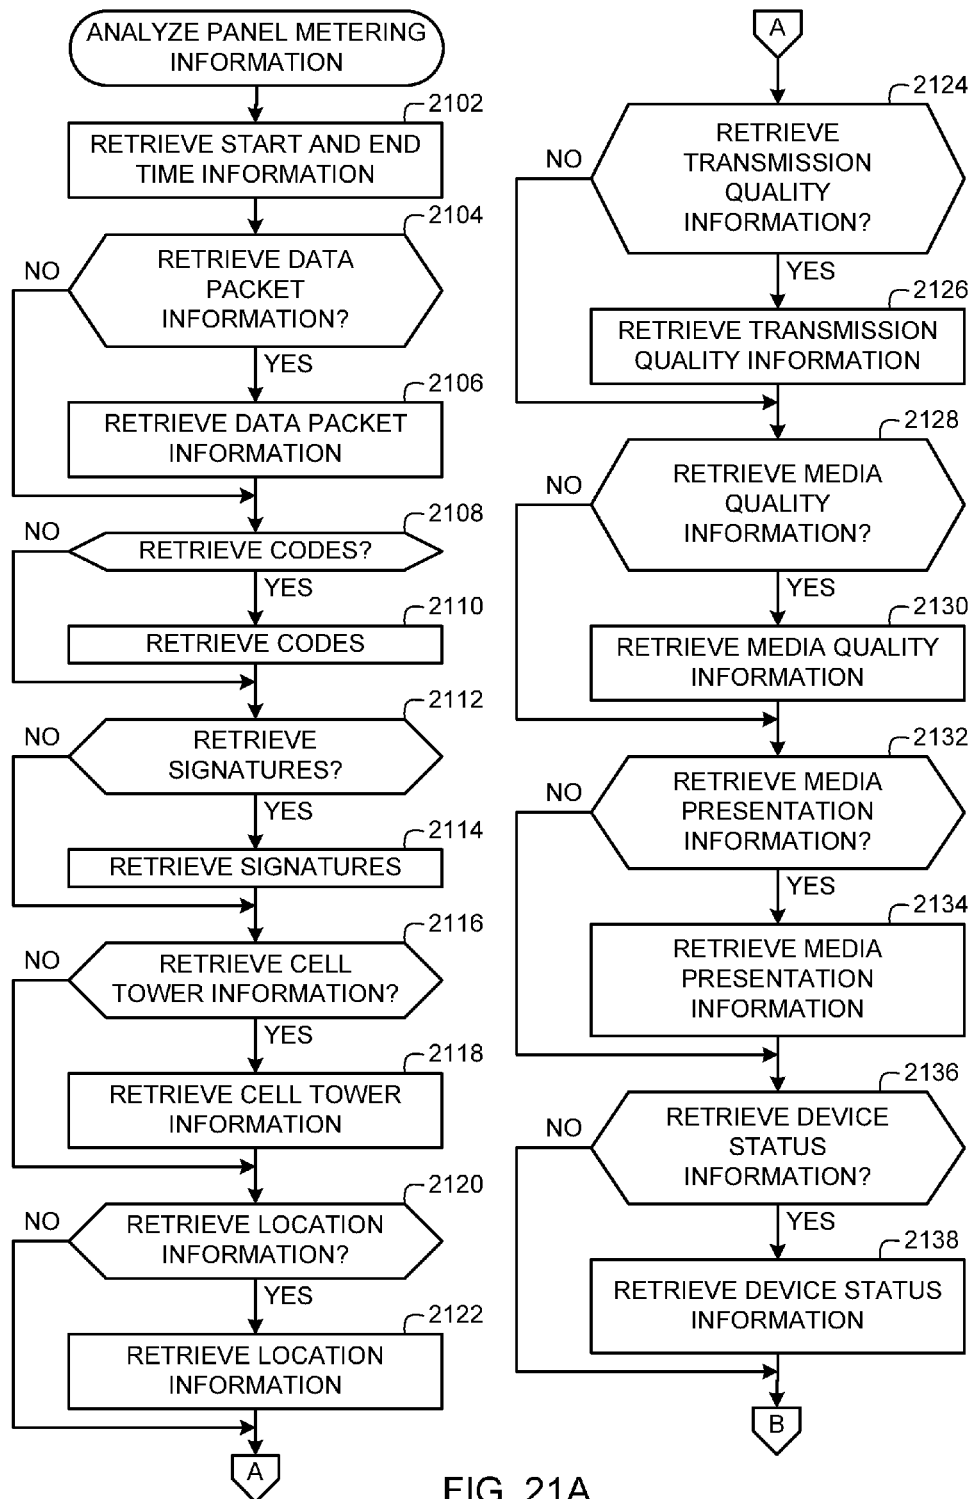 ANALYZE PANEL METERING
INFORMATION
2102
RETRIEVE START AND END
TIME INFORMATION
2104
NO
RETRIEVE DATA
PACKET
INFORMATION?
YES
2106
RETRIEVE DATA PACKET
INFORMATION
2108
NO
RETRIEVE CODES?
YES
2110
RETRIEVE CODES
2112
NO
RETRIEVE
SIGNATURES?
YES
2114
RETRIEVE SIGNATURES
2116
NO
RETRIEVE CELL
TOWER INFORMATION?
YES
2118
RETRIEVE CELL TOWER
INFORMATION
2120
NO
RETRIEVE LOCATION
INFORMATION?
YES
2122
RETRIEVE LOCATION
INFORMATION
A
A
2124
NO
RETRIEVE
TRANSMISSION
QUALITY
INFORMATION?
YES
2126
RETRIEVE TRANSMISSION
QUALITY INFORMATION
2128
NO
RETRIEVE MEDIA
QUALITY
INFORMATION?
YES
2130
RETRIEVE MEDIA QUALITY
INFORMATION
2132
NO
RETRIEVE MEDIA
PRESENTATION
INFORMATION?
YES
2134
RETRIEVE MEDIA
PRESENTATION
INFORMATION
2136
NO
RETRIEVE DEVICE
STATUS
INFORMATION?
YES
2138
RETRIEVE DEVICE STATUS
INFORMATION
B
FIG. 21A